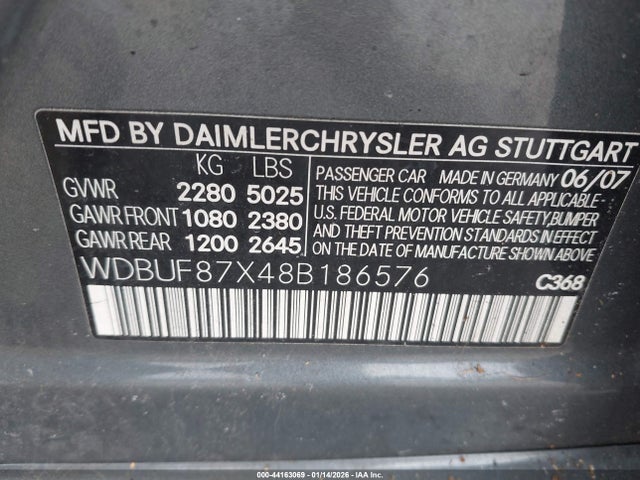 MFD BY DAIMLERCHRYSLER AG STUTTGART
KG LBS
GVWR 2280 5025
GAWR FRONT 1080 2380
GAWR REAR 1200 2645
PASSENGER CAR MADE IN GERMANY 06/07
THIS VEHICLE CONFORMS TO ALL APPLICABLE
U.S. FEDERAL MOTOR VEHICLE SAFETY, BUMPER
AND THEFT PREVENTION STANDARDS IN EFFECT
ON THE DATE OF MANUFACTURE SHOWN ABOVE
WDBUF87X48B186576
C368
000-44163069 - 01/14/2026 - IAA Inc.